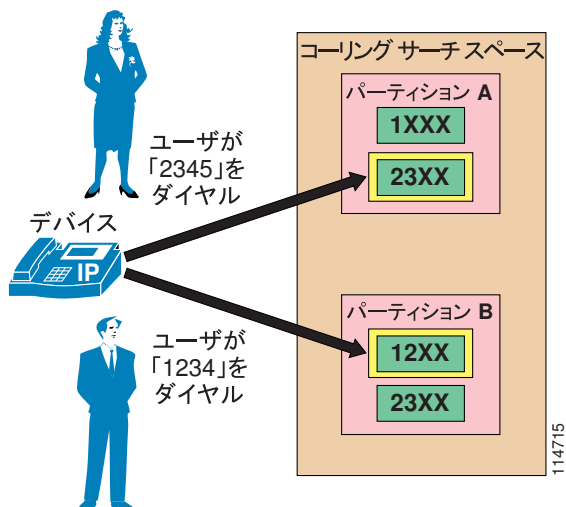 コーリング サーチ スペース
パーティション A
1XXX
23XX
ユーザが
「2345」を
ダイヤル
デバイス
IP
ユーザが
「1234」を
ダイヤル
パーティション B
12XX
23XX
114715